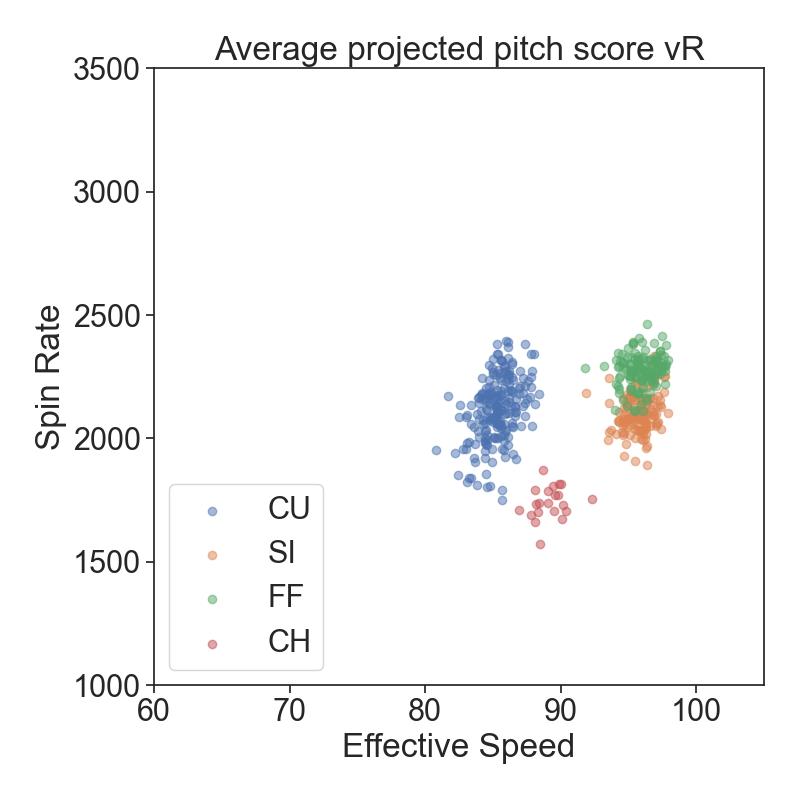 Average projected pitch score vR
3500
3000
2500
2000
1500
1000
Spin Rate
CU
SI
FF
CH
60 70 80 90 100
Effective Speed